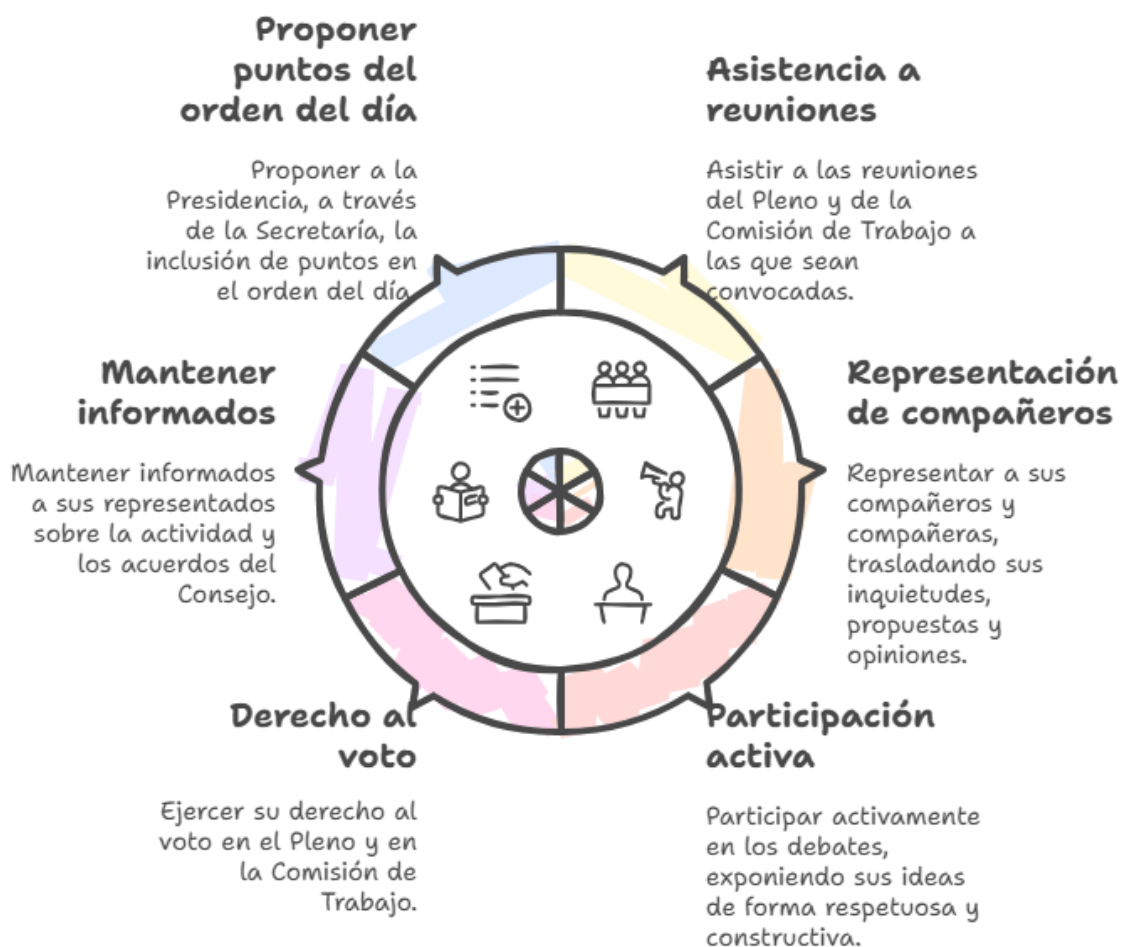 Proponer
puntos del
orden del día
Proponer a la
Presidencia, a través
de la Secretaría, la
inclusión de puntos en
el orden del día.
Asistencia a
reuniones
Asistir a las reuniones
del Pleno y de la
Comisión de Trabajo a
las que sean
convocadas.
Mantener
informados
Mantener informados
a sus representados
sobre la actividad y
los acuerdos del
Consejo.
Representación
de compañeros
Representar a sus
compañeros y
compañeras,
trasladando sus
inquietudes,
propuestas y
opiniones.
Derecho al
voto
Ejercer su derecho al
voto en el Pleno y en
la Comisión de
Trabajo.
Participación
activa
Participar activamente
en los debates,
exponiendo sus ideas
de forma respetuosa y
constructiva.